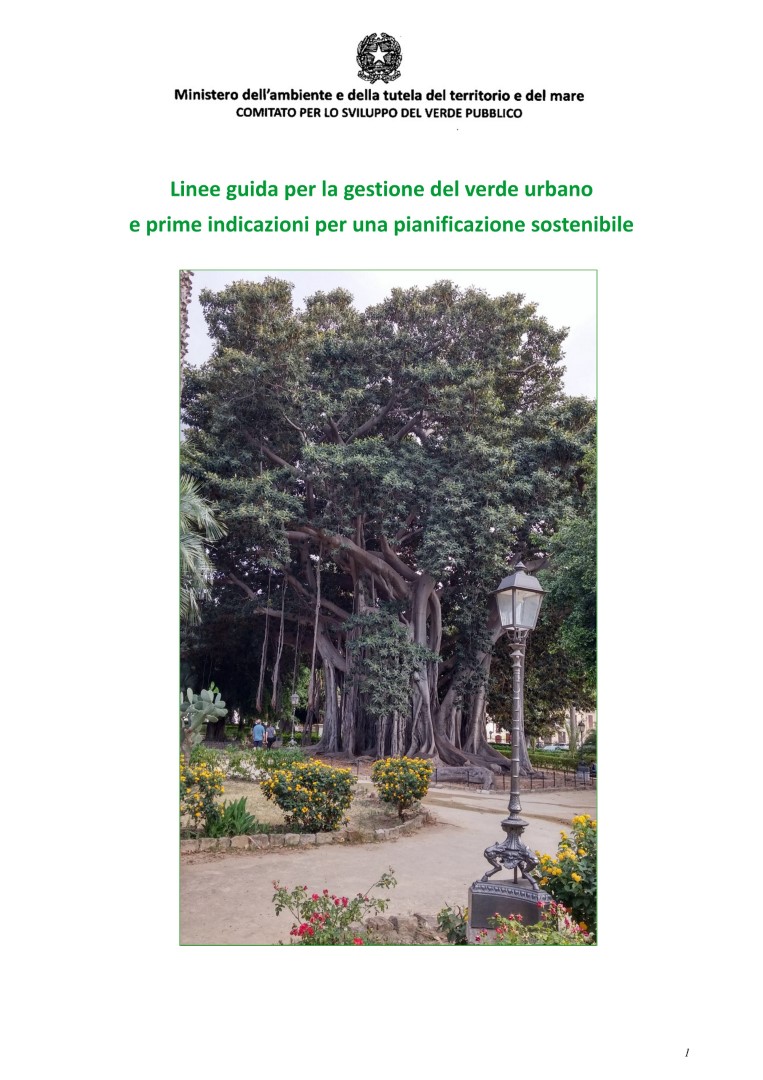 Ministero dell'ambiente e della tutela del territorio e del mare
COMITATO PER LO SVILUPPO DEL VERDE PUBBLICO
Linee guida per la gestione del verde urbano
e prime indicazioni per una pianificazione sostenibile
1